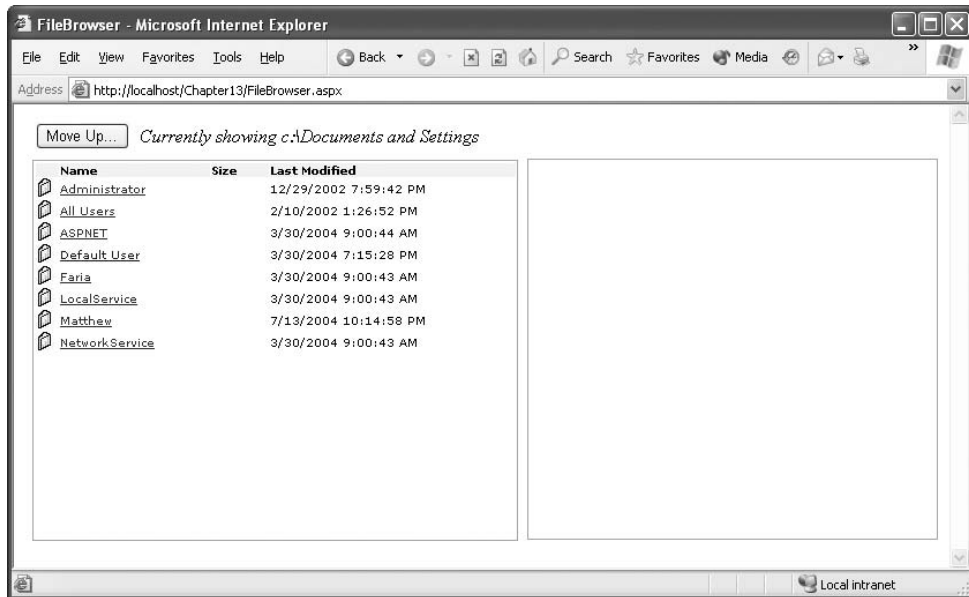 FileBrowser - Microsoft Internet Explorer
File Edit View Favorites Tools Help Back Search Favorites Media »
Address http://localhost/Chapter13/FileBrowser.aspx
Move Up... Currently showing c:\Documents and Settings
Name Size Last Modified
Administrator 12/29/2002 7:59:42 PM
All Users 2/10/2002 1:26:52 PM
ASPNET 3/30/2004 9:00:44 AM
Default User 3/30/2004 7:15:28 PM
Faria 3/30/2004 9:00:43 AM
LocalService 3/30/2004 9:00:43 AM
Matthew 7/13/2004 10:14:58 PM
NetworkService 3/30/2004 9:00:43 AM
Local intranet